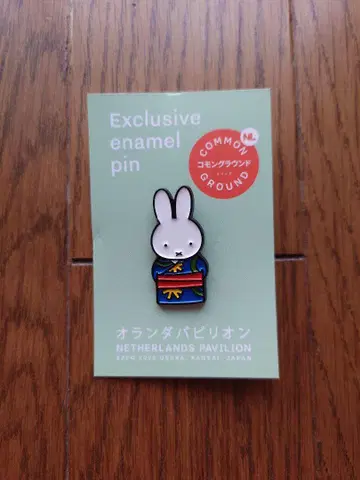 Exclusive
enamel
pin
NL
COMMON
コモングラウンド
GROUND
オランダパビリオン
NETHERLANDS PAVILION
EXPO 2025 OSAKA, KANSAI, JAPAN